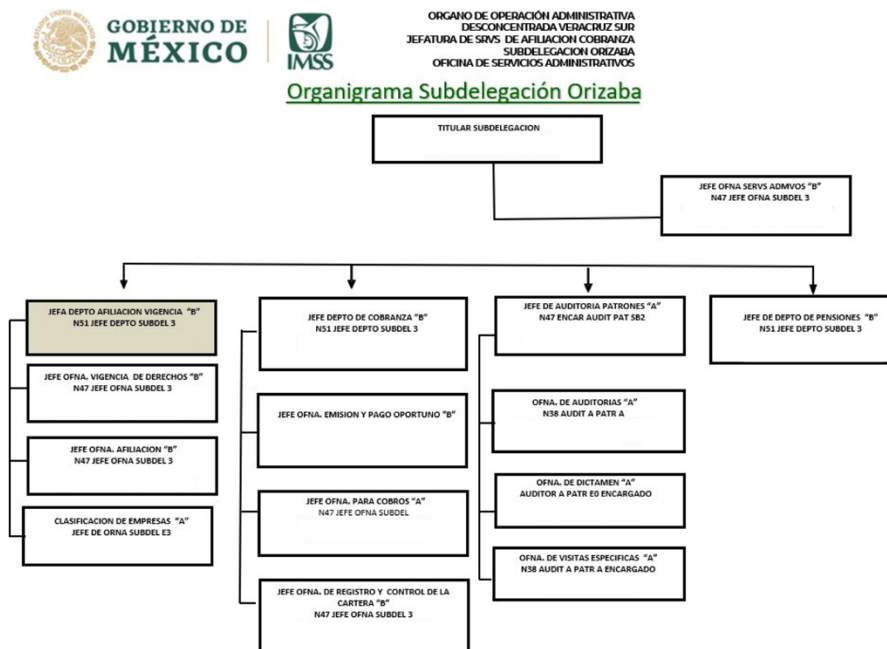 GOBIERNO DE
MÉXICO
IMSS
ORGANO DE OPERACIÓN ADMINISTRATIVA
DESCONCENTRADA VERACRUZ SUR
JEFATURA DE SRVS DE AFILIACION COBRANZA
SUBDELEGACION ORIZABA
OFICINA DE SERVICIOS ADMINISTRATIVOS
Organigrama Subdelegación Orizaba
TITULAR SUBDELEGACION
JEFE OFNA SERVS ADMVOS "B"
N47 JEFE OFNA SUBDEL 3
JEFA DEPTO AFILIACION VIGENCIA "B"
N51 JEFE DEPTO SUBDEL 3
JEFE OFNA. VIGENCIA DE DERECHOS "B"
N47 JEFE OFNA SUBDEL 3
JEFE OFNA. AFILIACION "B"
N47 JEFE OFNA SUBDEL 3
CLASIFICACION DE EMPRESAS "A"
JEFE DE ORNA SUBDEL E3
JEFE DEPTO DE COBRANZA "B"
N51 JEFE DEPTO SUBDEL 3
JEFE OFNA. EMISION Y PAGO OPORTUNO "B"
JEFE OFNA. PARA COBROS "A"
N47 JEFE OFNA SUBDEL
JEFE OFNA. DE REGISTRO Y CONTROL DE LA
CARTERA "B"
N47 JEFE OFNA SUBDEL 3
JEFE DE AUDITORIA PATRONES "A"
N47 ENCAR AUDIT PAT SB2
OFNA. DE AUDITORIAS "A"
N38 AUDIT A PATR A
OFNA. DE DICTAMEN "A"
AUDITOR A PATR E0 ENCARGADO
OFNA. DE VISITAS ESPECIFICAS "A"
N38 AUDIT A PATR A ENCARGADO
JEFE DE DEPTO DE PENSIONES "B"
N51 JEFE DEPTO SUBDEL 3